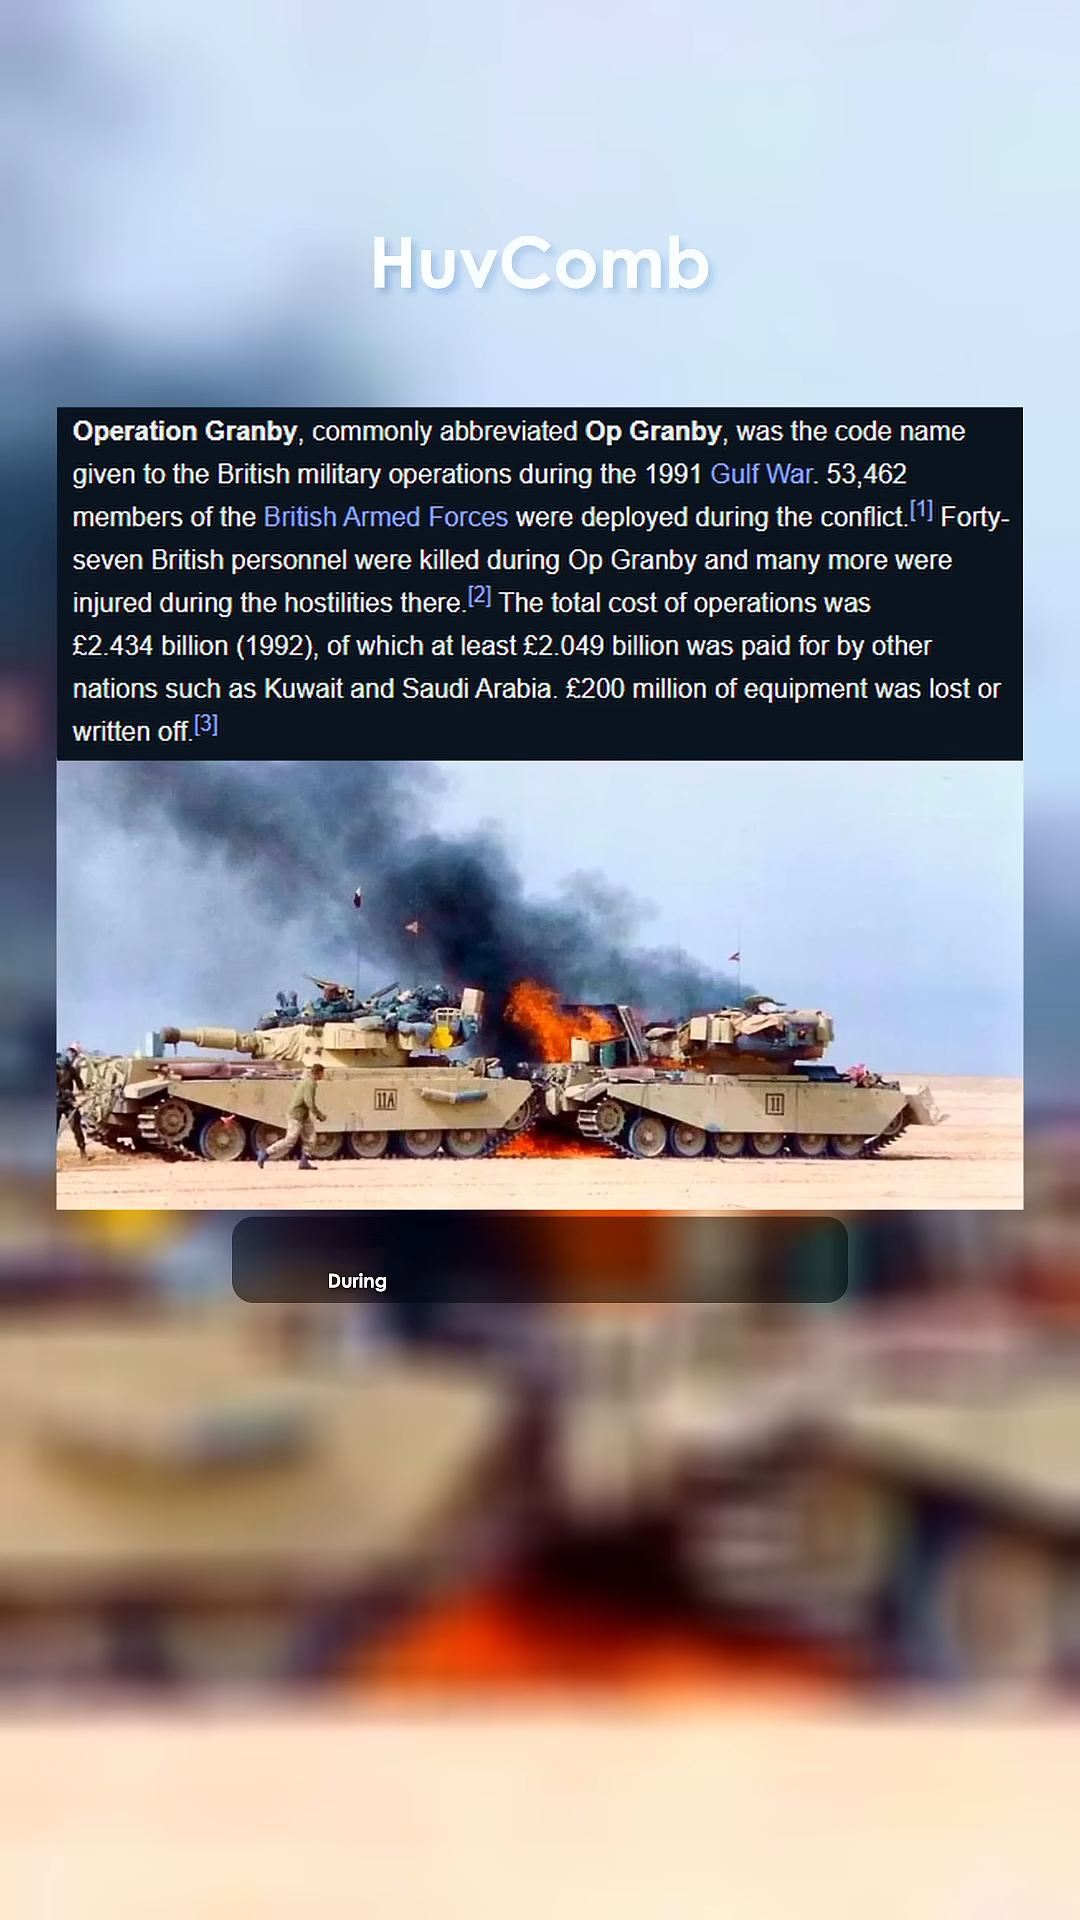 HuvComb
Operation Granby, commonly abbreviated Op Granby, was the code name
given to the British military operations during the 1991 Gulf War. 53,462
members of the British Armed Forces were deployed during the conflict.[1] Forty-
seven British personnel were killed during Op Granby and many more were
injured during the hostilities there.[2] The total cost of operations was
£2.434 billion (1992), of which at least £2.049 billion was paid for by other
nations such as Kuwait and Saudi Arabia. £200 million of equipment was lost or
written off.[3]
11A
11
During